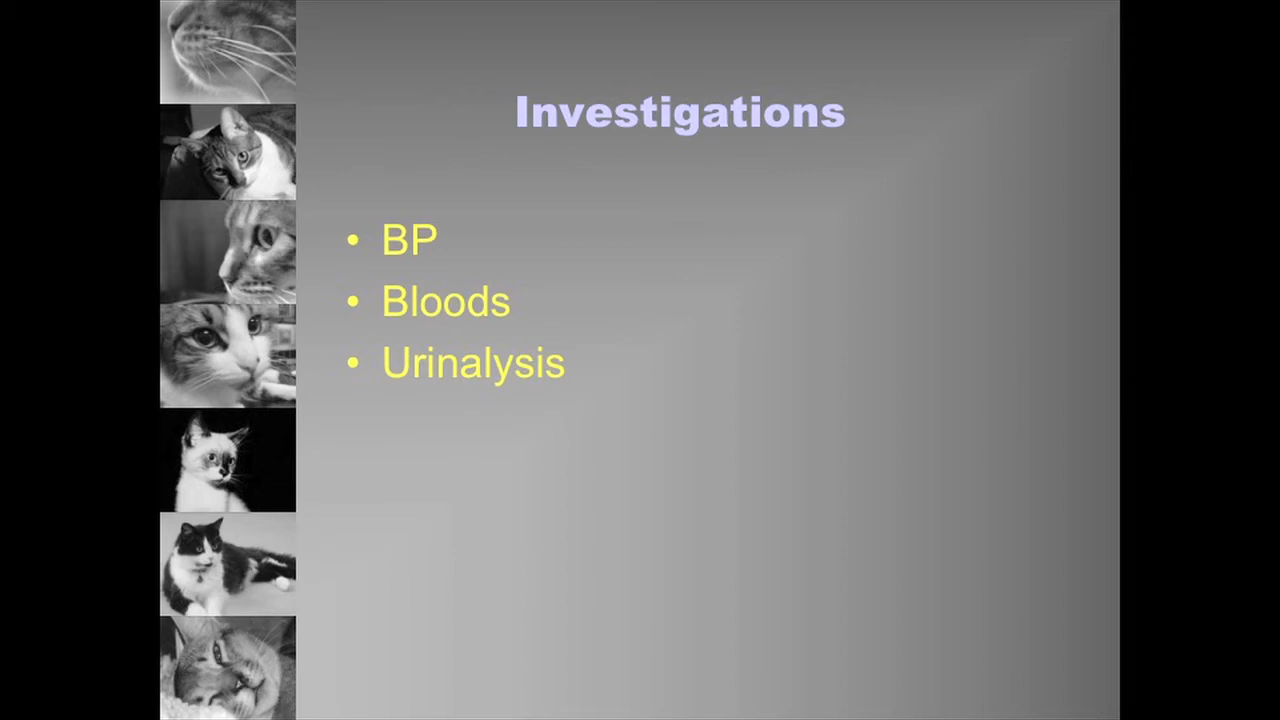 Investigations
• BP
• Bloods
• Urinalysis